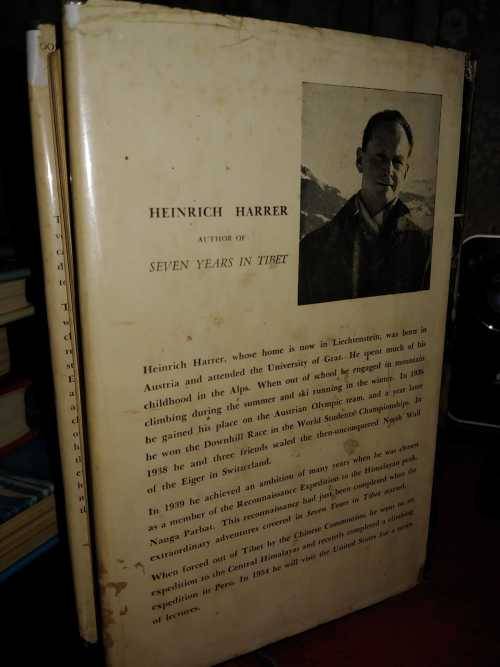 HEINRICH HARRER
AUTHOR OF
SEVEN YEARS IN TIBET
Heinrich Harrer, whose home is now in Liechtenstein, was born in
Austria and attended the University of Graz. He spent much of his
childhood in the Alps. When out of school he engaged in mountain
climbing during the summer and ski running in the winter. In 1936
he gained his place on the Austrian Olympic team, and a year later
he won the Downhill Race in the World Students' Championships. In
1938 he and three friends scaled the then-unconquered North Wall
of the Eiger in Switzerland.
In 1939 he achieved an ambition of many years when he was chosen
as a member of the Reconnaissance Expedition to the Himalayan peak,
Nanga Parbat. This reconnaissance had just been completed when the
extraordinary adventures covered in Seven Years in Tibet started.
When forced out of Tibet by the Chinese Communists, he went on an
expedition to the Central Himalayas and recently completed a climbing
expedition in Peru. In 1954 he will visit the United States for a series
of lectures.